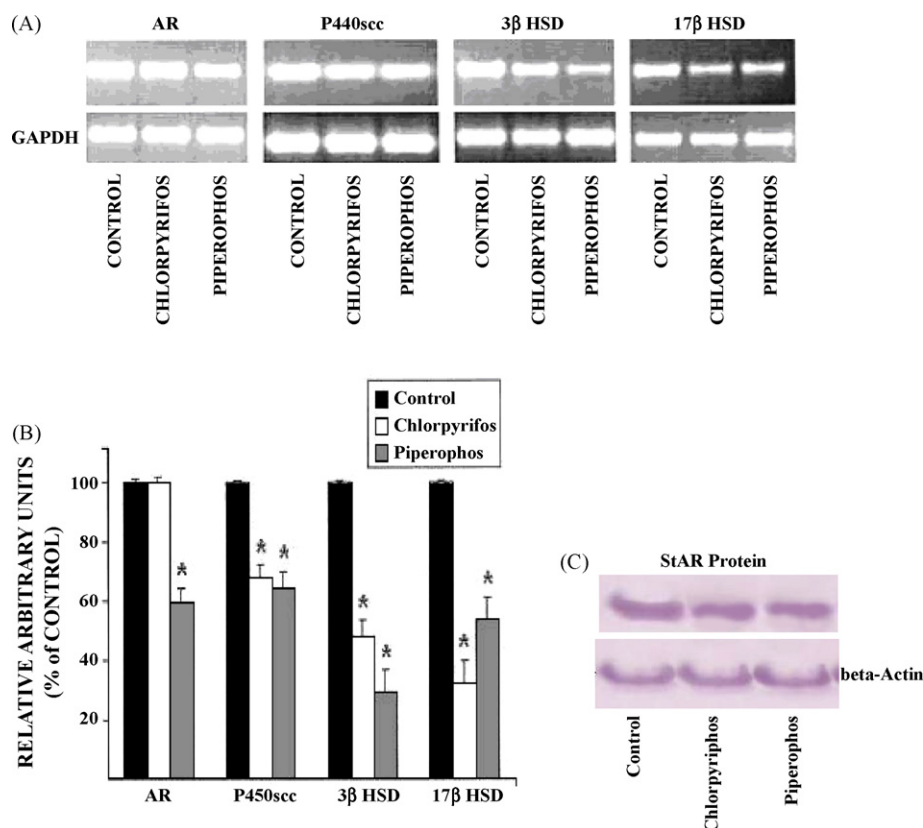 (A)
AR P440scc 3β HSD 17β HSD
GAPDH
CONTROL CHLORPYRIFOS PIPEROPHOS CONTROL CHLORPYRIFOS PIPEROPHOS CONTROL CHLORPYRIFOS PIPEROPHOS CONTROL CHLORPYRIFOS PIPEROPHOS
(B)
Control
Chlorpyrifos
Piperophos
RELATIVE ARBITRARY UNITS
(% of CONTROL)
100
80
60
40
20
* * * * * * *
AR P450scc 3β HSD 17β HSD
(C)
StAR Protein
beta-Actin
Control Chlorpyriphos Piperophos